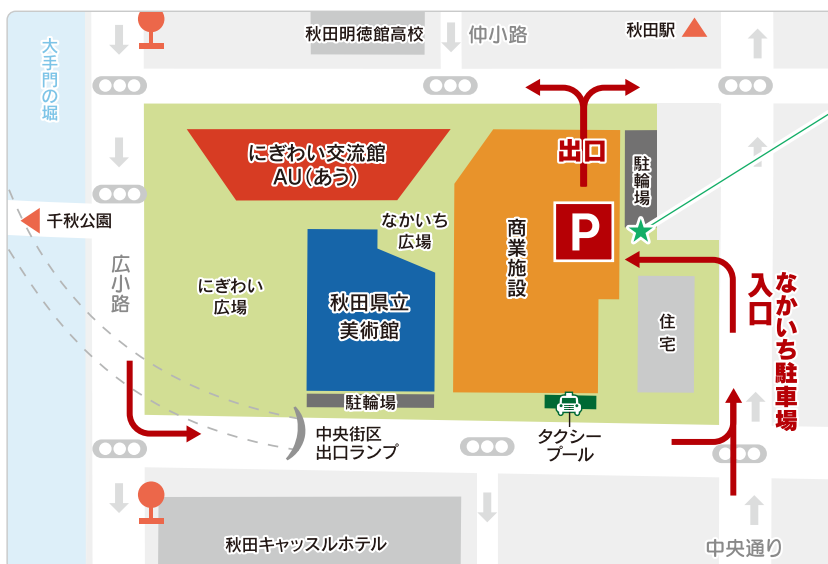 大手門の堀
秋田明徳館高校
仲小路
秋田駅
出口
にぎわい交流館
AU(あう)
駐輪場
なかいち
広場
P
商業施設
千秋公園
広小路
にぎわい
広場
秋田県立
美術館
住宅
なかいち駐車場
入口
駐輪場
中央街区
出口ランプ
タクシー
プール
秋田キャッスルホテル
中央通り